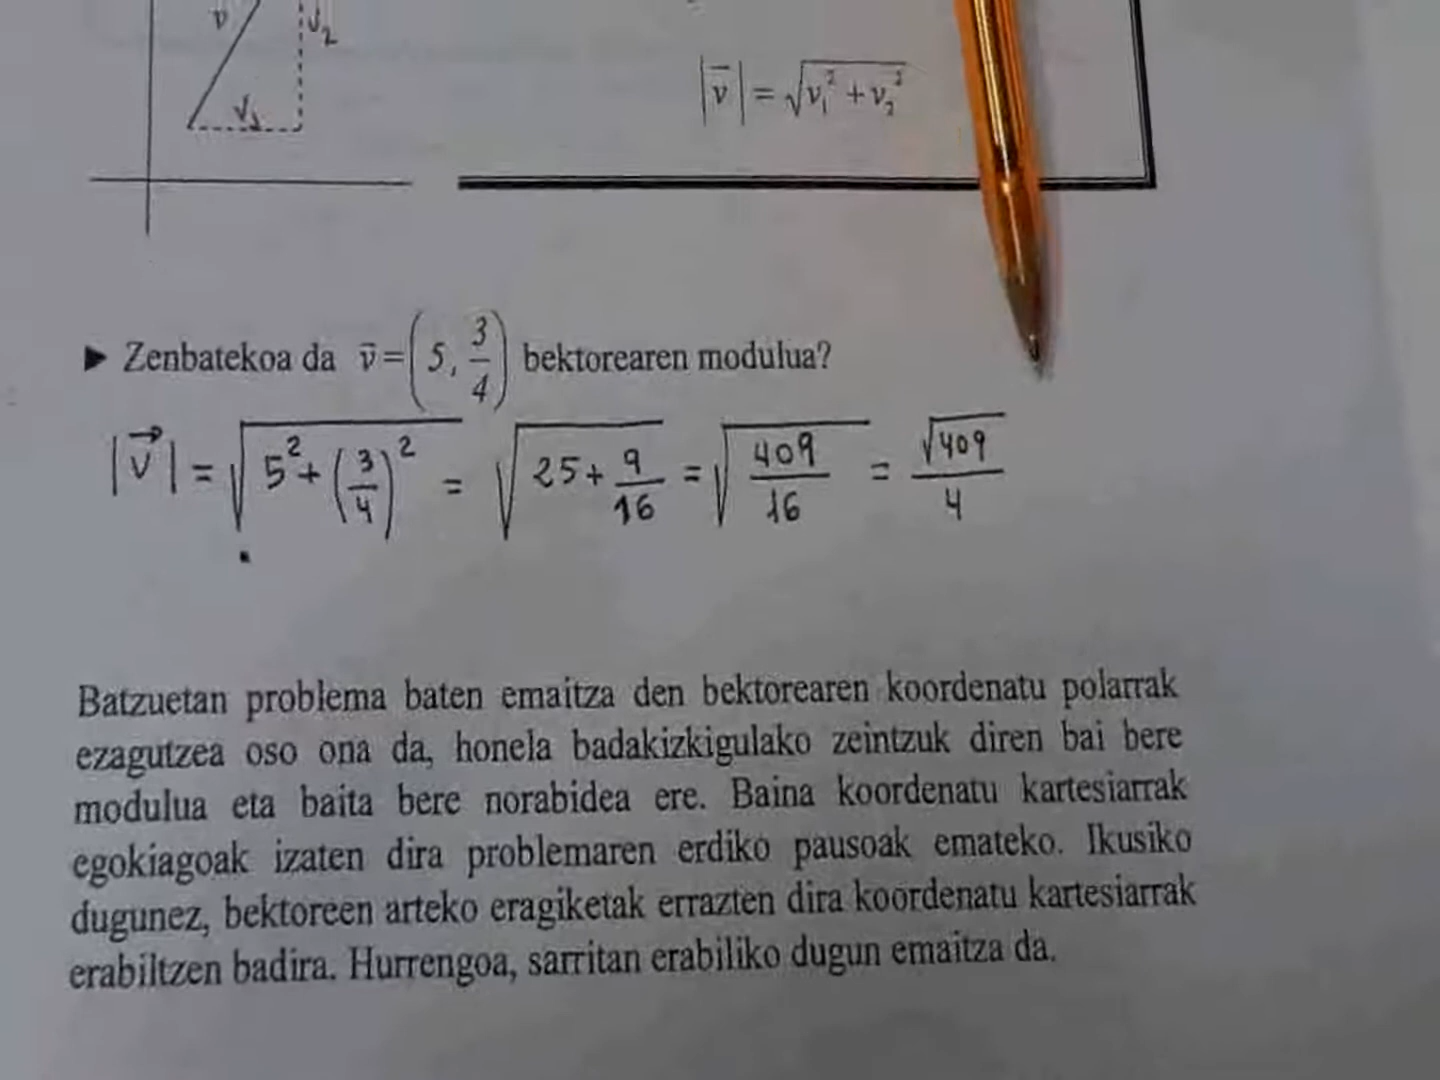 v v₂
v₁
|v̅| = √(v₁² + v₂²)
► Zenbatekoa da v̄ = (5, 3/4) bektorearen modulua?
|v⃗| = √(5² + (3/4)²) = √(25 + 9/16) = √(409/16) = √409/4
Batzuetan problema baten emaitza den bektorearen koordenatu polarrak
ezagutzea oso ona da, honela badakizkigulako zeintzuk diren bai bere
modulua eta baita bere norabidea ere. Baina koordenatu kartesiarrak
egokiagoak izaten dira problemaren erdiko pausoak emateko. Ikusiko
dugunez, bektoreen arteko eragiketak errazten dira koordenatu kartesiarrak
erabiltzen badira. Hurrengoa, sarritan erabiliko dugun emaitza da.